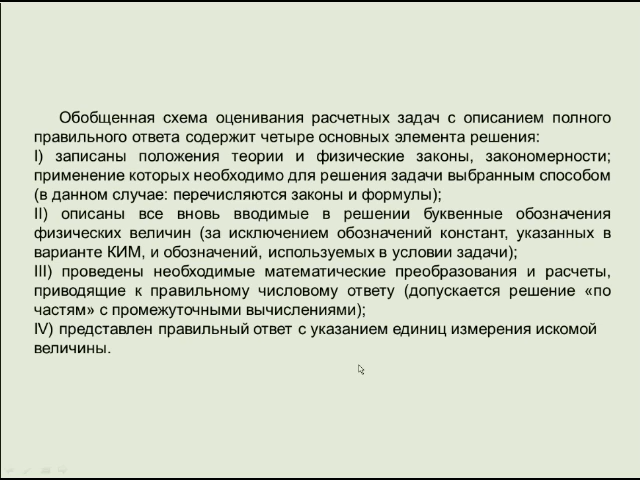 Обобщенная схема оценивания расчетных задач с описанием полного
правильного ответа содержит четыре основных элемента решения:
I) записаны положения теории и физические законы, закономерности;
применение которых необходимо для решения задачи выбранным способом
(в данном случае: перечисляются законы и формулы);
II) описаны все вновь вводимые в решении буквенные обозначения
физических величин (за исключением обозначений констант, указанных в
варианте КИМ, и обозначений, используемых в условии задачи);
III) проведены необходимые математические преобразования и расчеты,
приводящие к правильному числовому ответу (допускается решение «по
частям» с промежуточными вычислениями);
IV) представлен правильный ответ с указанием единиц измерения искомой
величины.